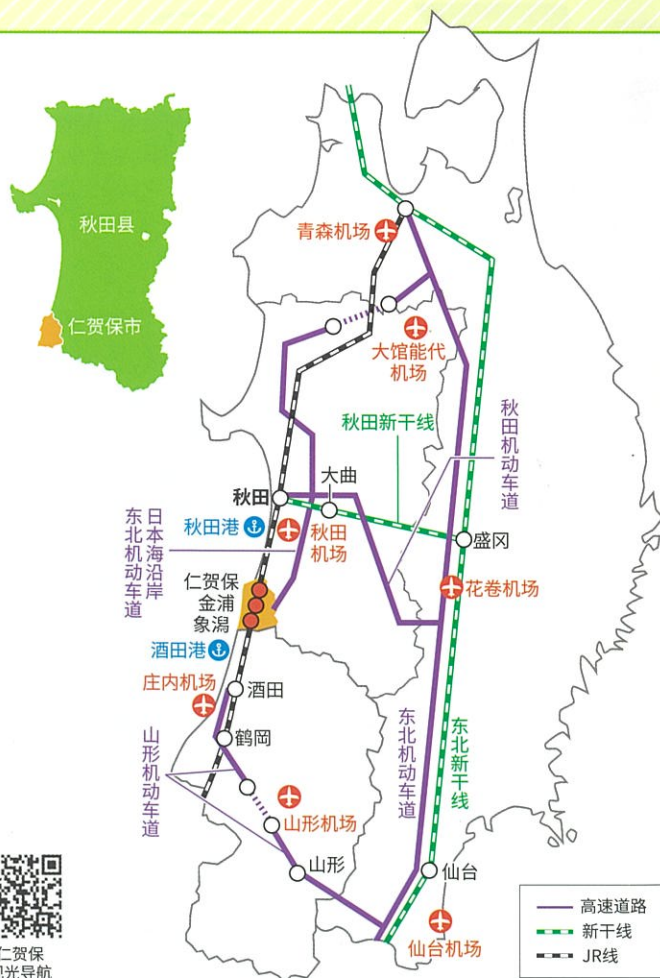 秋田县
仁贺保市
青森机场
大馆能代
机场
秋田新干线
秋田机动车道
大曲
秋田
秋田港
秋田
机场
日本海沿岸
东北机动车道
盛冈
花卷机场
仁贺保
金浦
象潟
酒田港
庄内机场
酒田
鹤冈
山形机动车道
东北机动车道
东北新干线
山形机场
山形
仙台
仙台机场
高速道路
新干线
JR线
仁贺保
观光导航